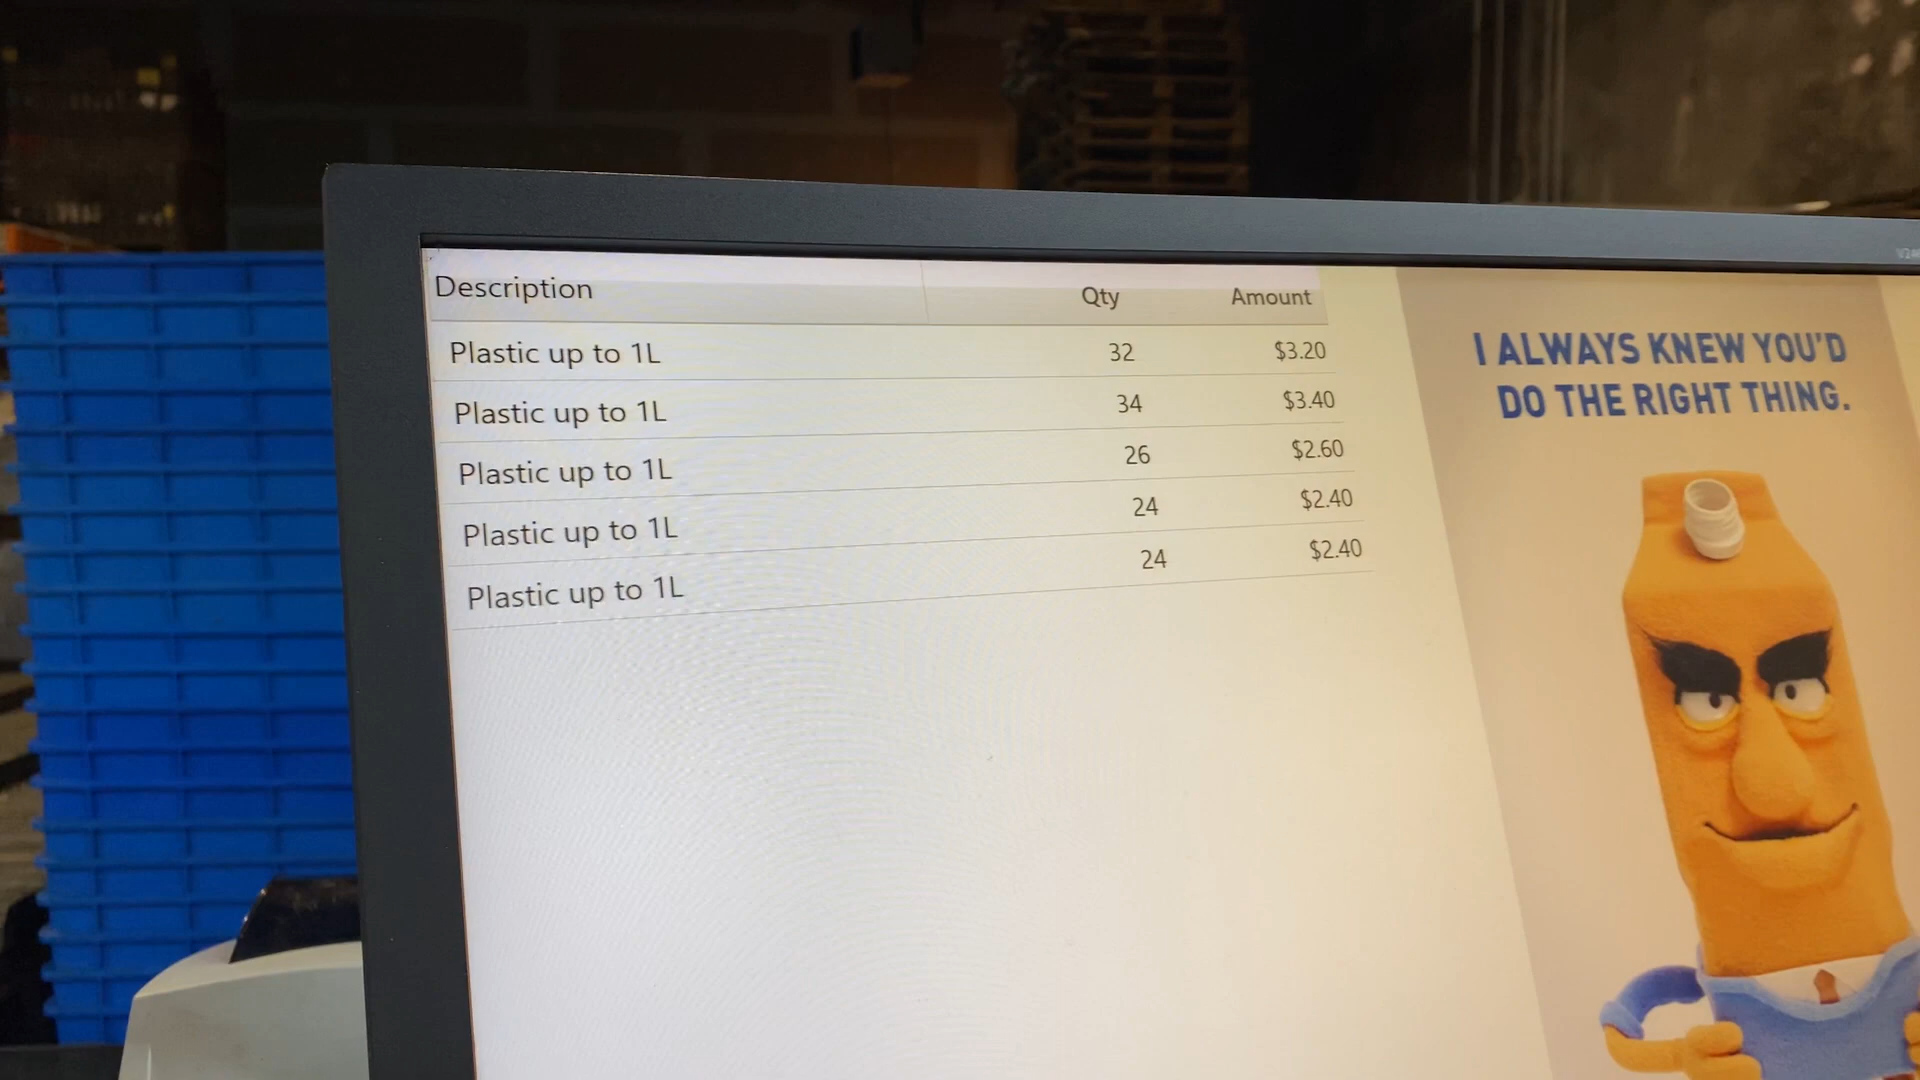 Description Qty Amount
Plastic up to 1L 32 $3.20
Plastic up to 1L 34 $3.40
Plastic up to 1L 26 $2.60
Plastic up to 1L 24 $2.40
Plastic up to 1L 24 $2.40
I ALWAYS KNEW YOU'D
DO THE RIGHT THING.